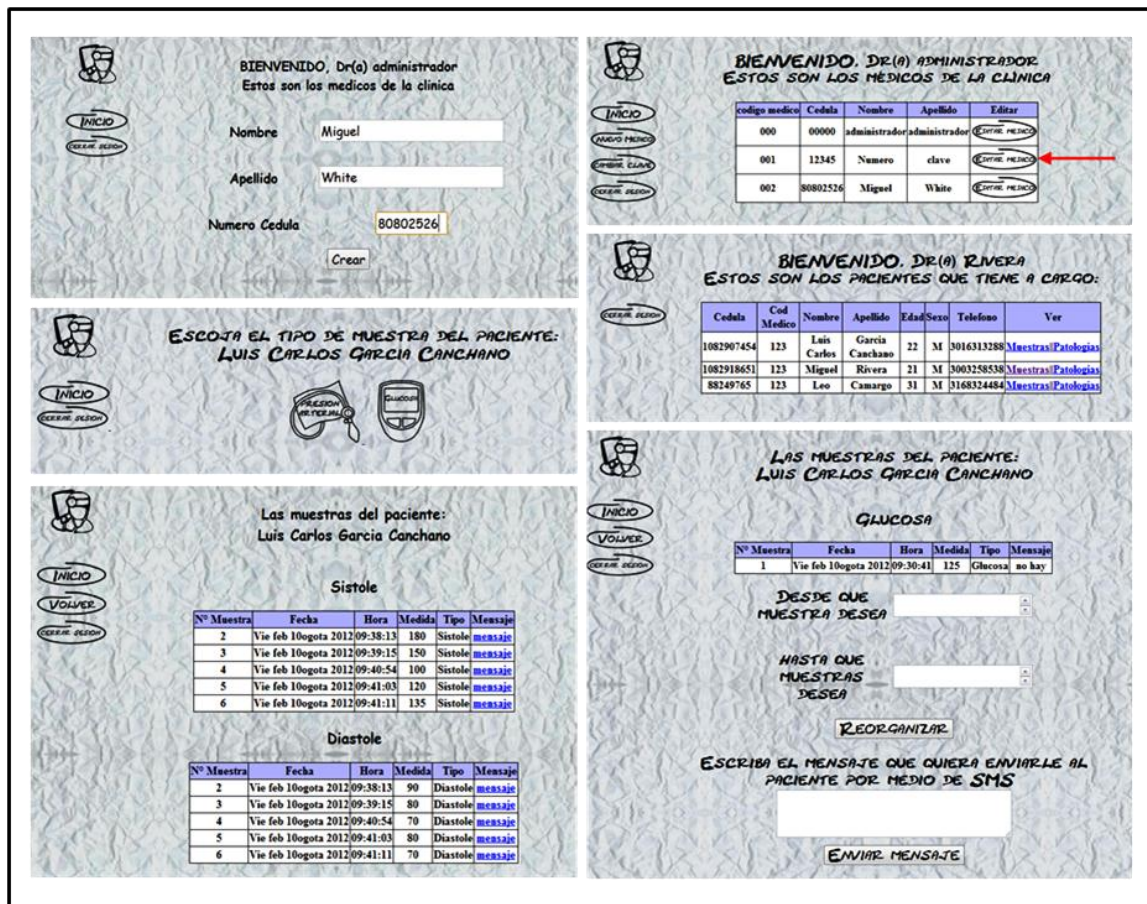 BIENVENIDO, Dr(a) administrador
Estos son los medicos de la clinica
INICIO
CERRAR SESION
Nombre Miguel
Apellido White
Numero Cedula 80802526
Crear
BIENVENIDO. DR(A) ADMINISTRADOR
ESTOS SON LOS MÉDICOS DE LA CLÍNICA
INICIO
NUEVO MEDICO
CAMBIAR CLAVE
CERRAR SESION
codigo medico Cedula Nombre Apellido Editar
000 00000 administrador administrador EDITAR MEDICO
001 12345 Numero clave EDITAR MEDICO
002 80802526 Miguel White EDITAR MEDICO
BIENVENIDO. DR(A) RIVERA
ESTOS SON LOS PACIENTES QUE TIENE A CARGO:
CERRAR SESION
Cedula Cod Medico Nombre Apellido Edad Sexo Telefono Ver
1082907454 123 Luis Carlos Garcia Canchano 22 M 3016313288 Muestras||Patologias
1082918651 123 Miguel Rivera 21 M 3003258538 Muestras||Patologias
88249765 123 Leo Camargo 31 M 3168324484 Muestras||Patologias
ESCOJA EL TIPO DE MUESTRA DEL PACIENTE:
LUIS CARLOS GARCIA CANCHANO
INICIO
CERRAR SESION
PRESION
ARTERIAL
GLUCOSA
Las muestras del paciente:
Luis Carlos Garcia Canchano
INICIO
VOLVER
CERRAR SESION
Sistole
Nº Muestra Fecha Hora Medida Tipo Mensaje
2 Vie feb 10ogota 2012 09:38:13 180 Sistole mensaje
3 Vie feb 10ogota 2012 09:39:15 150 Sistole mensaje
4 Vie feb 10ogota 2012 09:40:54 100 Sistole mensaje
5 Vie feb 10ogota 2012 09:41:03 120 Sistole mensaje
6 Vie feb 10ogota 2012 09:41:11 135 Sistole mensaje
Diastole
Nº Muestra Fecha Hora Medida Tipo Mensaje
2 Vie feb 10ogota 2012 09:38:13 90 Diastole mensaje
3 Vie feb 10ogota 2012 09:39:15 80 Diastole mensaje
4 Vie feb 10ogota 2012 09:40:54 70 Diastole mensaje
5 Vie feb 10ogota 2012 09:41:03 80 Diastole mensaje
6 Vie feb 10ogota 2012 09:41:11 70 Diastole mensaje
LAS MUESTRAS DEL PACIENTE:
LUIS CARLOS GARCIA CANCHANO
INICIO
VOLVER
CERRAR SESION
GLUCOSA
Nº Muestra Fecha Hora Medida Tipo Mensaje
1 Vie feb 10ogota 2012 09:30:41 125 Glucosa no hay
DESDE QUE
MUESTRA DESEA
HASTA QUE
MUESTRAS
DESEA
REORGANIZAR
ESCRIBA EL MENSAJE QUE QUIERA ENVIARLE AL
PACIENTE POR MEDIO DE SMS
ENVIAR MENSAJE